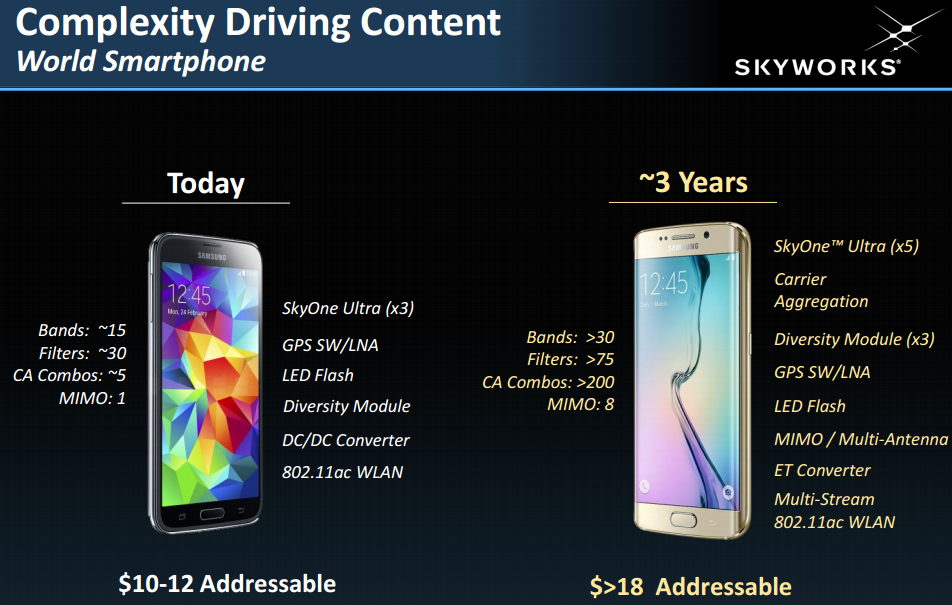 Complexity Driving Content
World Smartphone
SKYWORKS®
Today
SAMSUNG
12:45
Mon, 24 February
Bands: ~15
Filters: ~30
CA Combos: ~5
MIMO: 1
SkyOne Ultra (x3)
GPS SW/LNA
LED Flash
Diversity Module
DC/DC Converter
802.11ac WLAN
$10-12 Addressable
~3 Years
SAMSUNG
12:45
Bands: >30
Filters: >75
CA Combos: >200
MIMO: 8
SkyOne™ Ultra (x5)
Carrier
Aggregation
Diversity Module (x3)
GPS SW/LNA
LED Flash
MIMO / Multi-Antenna
ET Converter
Multi-Stream
802.11ac WLAN
$>18 Addressable